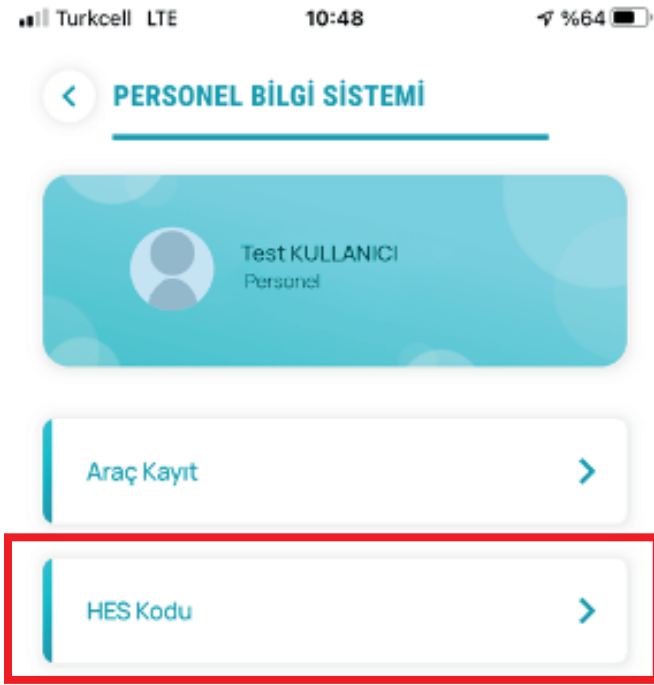 Turkcell LTE 10:48 %64
PERSONEL BİLGİ SİSTEMİ
Test KULLANICI
Personel
Araç Kayıt
HES Kodu